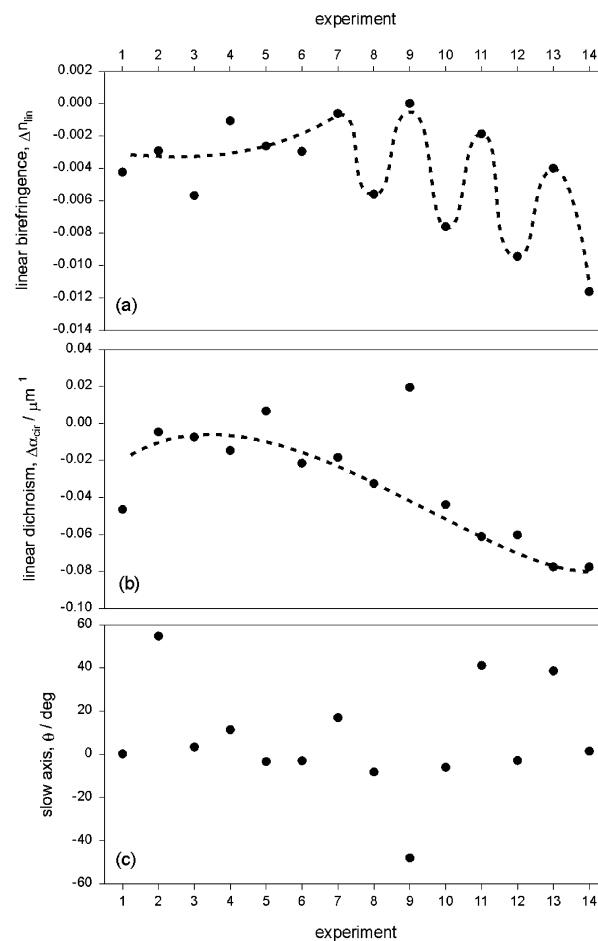 experiment
1 2 3 4 5 6 7 8 9 10 11 12 13 14
0.002
0.000
-0.002
-0.004
-0.006
-0.008
-0.010
-0.012
-0.014
linear birefringence, Δn_lin
(a)
0.04
0.02
0.00
-0.02
-0.04
-0.06
-0.08
-0.10
linear dichroism, Δα_cir / μm⁻¹
(b)
60
40
20
0
-20
-40
-60
slow axis, θ / deg
(c)
1 2 3 4 5 6 7 8 9 10 11 12 13 14
experiment